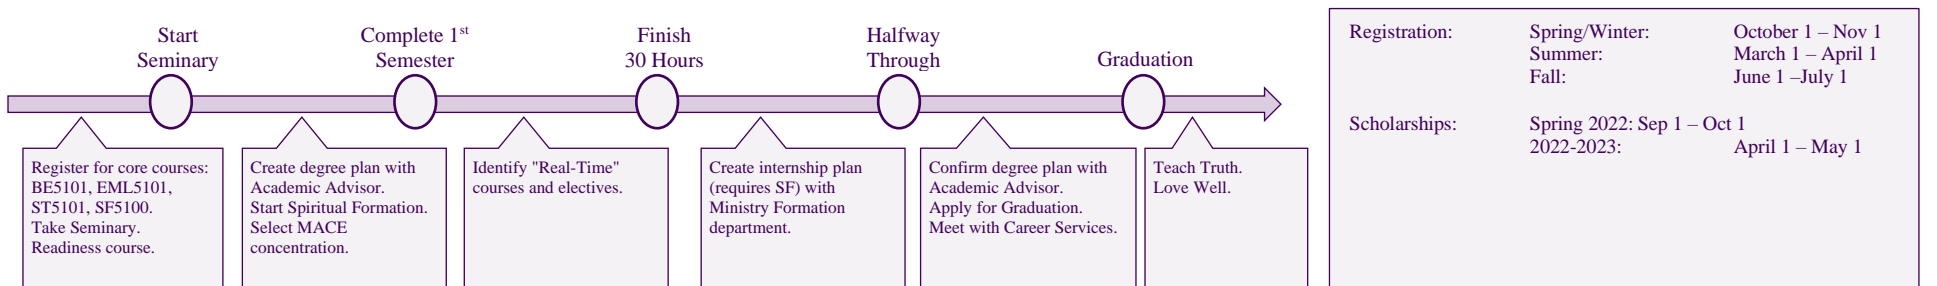 Start
Seminary
Complete 1st
Semester
Finish
30 Hours
Halfway
Through
Graduation
Register for core courses:
BE5101, EML5101,
ST5101, SF5100.
Take Seminary.
Readiness course.
Create degree plan with
Academic Advisor.
Start Spiritual Formation.
Select MACE
concentration.
Identify "Real-Time"
courses and electives.
Create internship plan
(requires SF) with
Ministry Formation
department.
Confirm degree plan with
Academic Advisor.
Apply for Graduation.
Meet with Career Services.
Teach Truth.
Love Well.
Registration: Spring/Winter: October 1 – Nov 1
Summer: March 1 – April 1
Fall: June 1 –July 1
Scholarships: Spring 2022: Sep 1 – Oct 1
2022-2023: April 1 – May 1